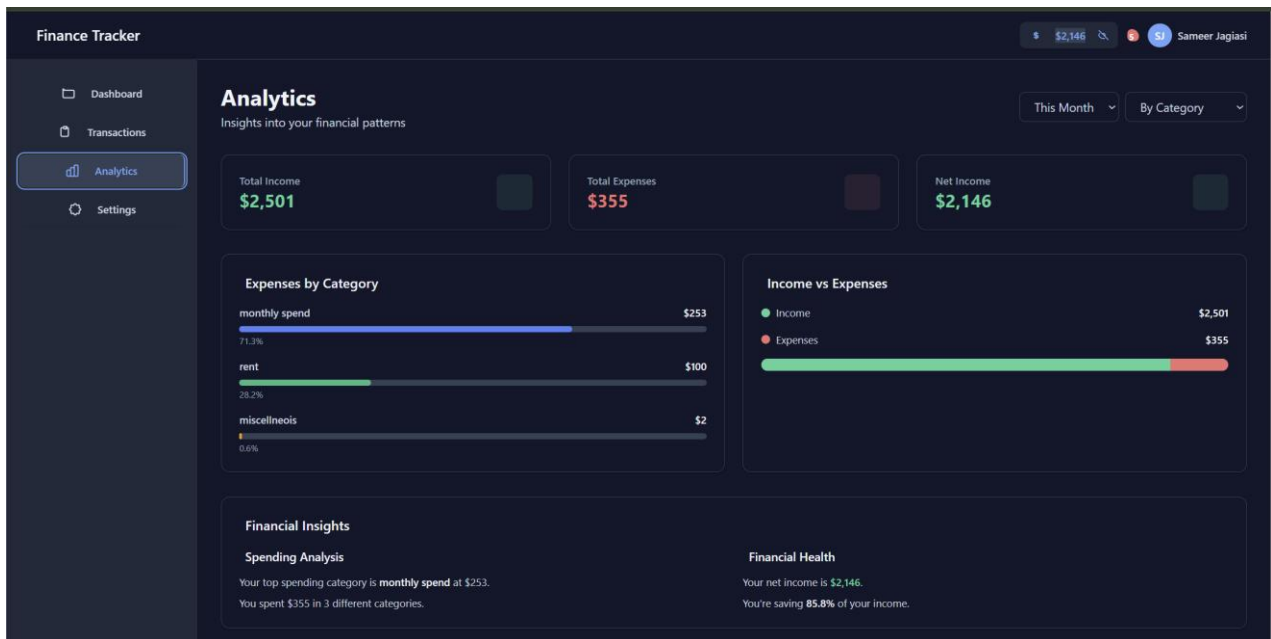 Finance Tracker
$ $2,146
5
SJ Sameer Jagiasi
Dashboard
Transactions
Analytics
Settings
Analytics
Insights into your financial patterns
This Month
By Category
Total Income
$2,501
Total Expenses
$355
Net Income
$2,146
Expenses by Category
monthly spend $253
71.3%
rent $100
28.2%
miscellneois $2
0.6%
Income vs Expenses
Income $2,501
Expenses $355
Financial Insights
Spending Analysis
Your top spending category is monthly spend at $253.
You spent $355 in 3 different categories.
Financial Health
Your net income is $2,146.
You're saving 85.8% of your income.